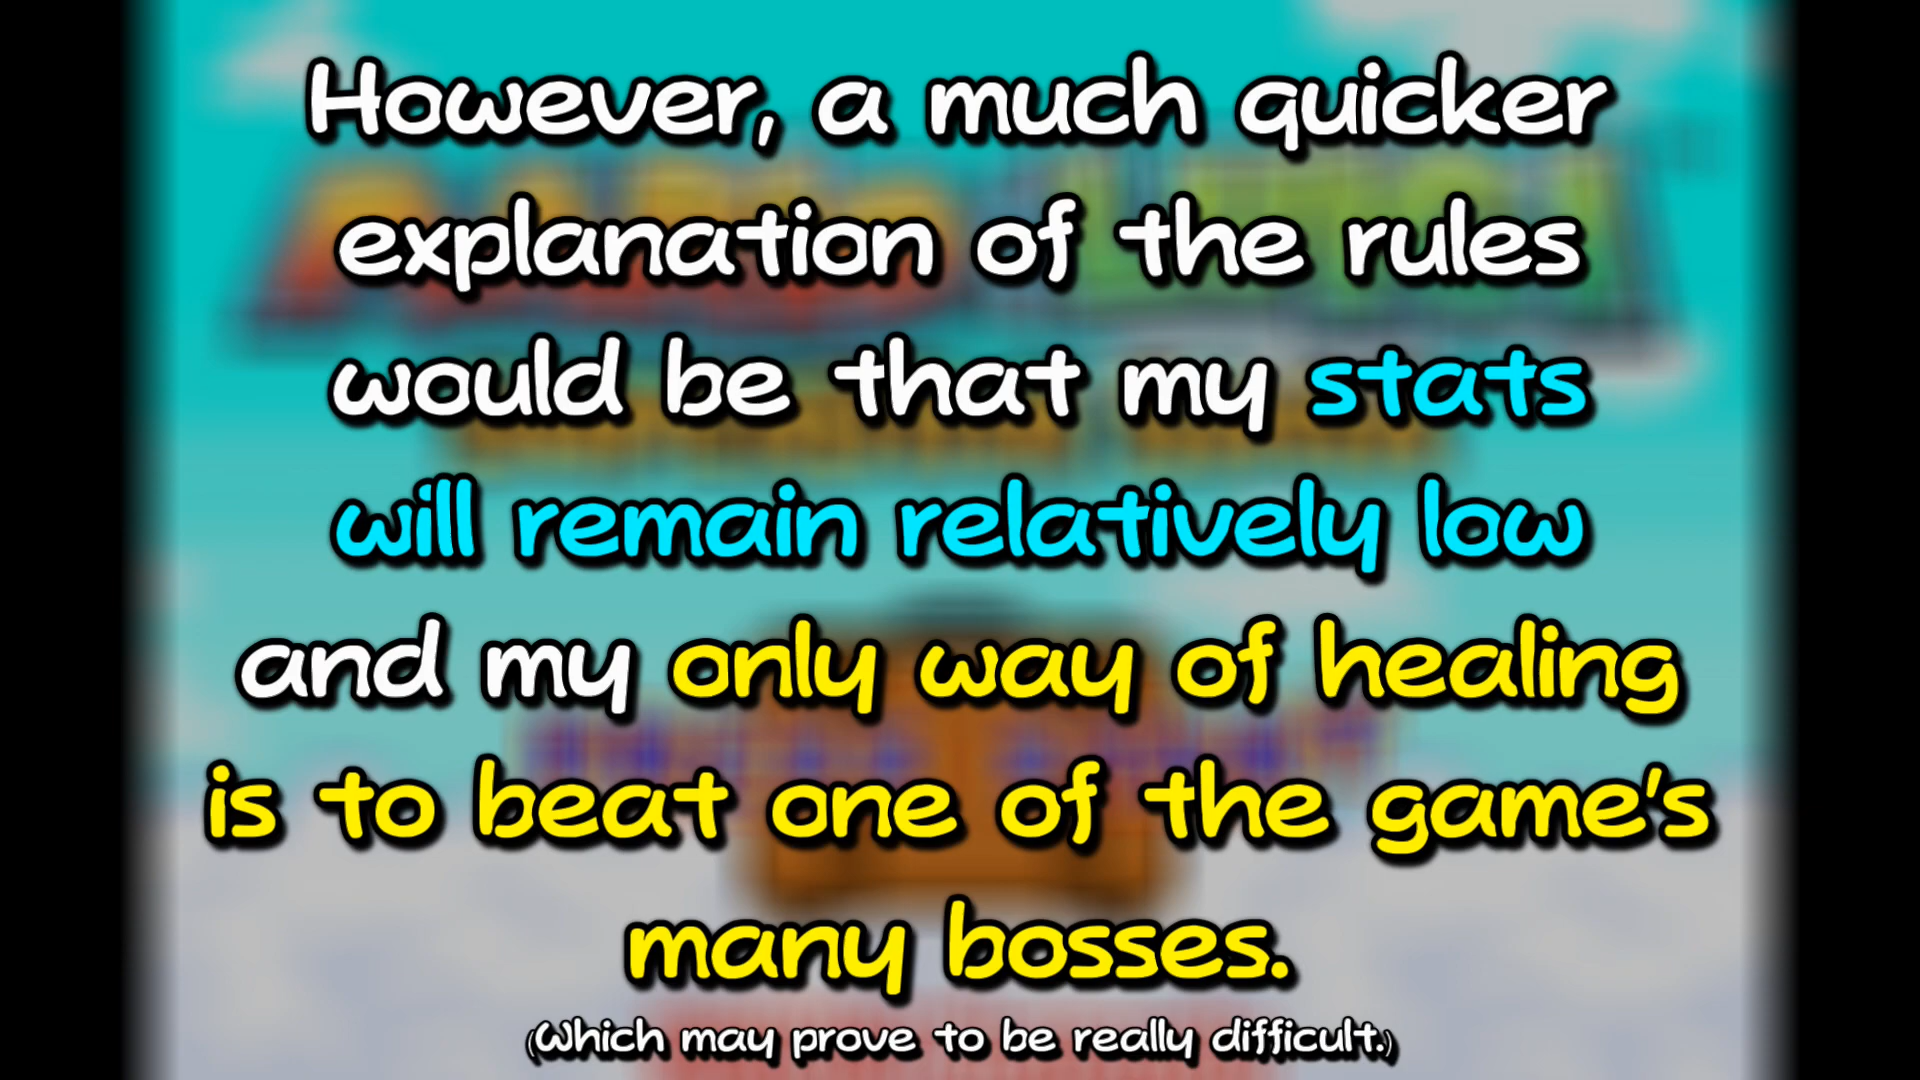 However, a much quicker
explanation of the rules
would be that my stats
will remain relatively low
and my only way of healing
is to beat one of the game's
many bosses.
(Which may prove to be really difficult.)